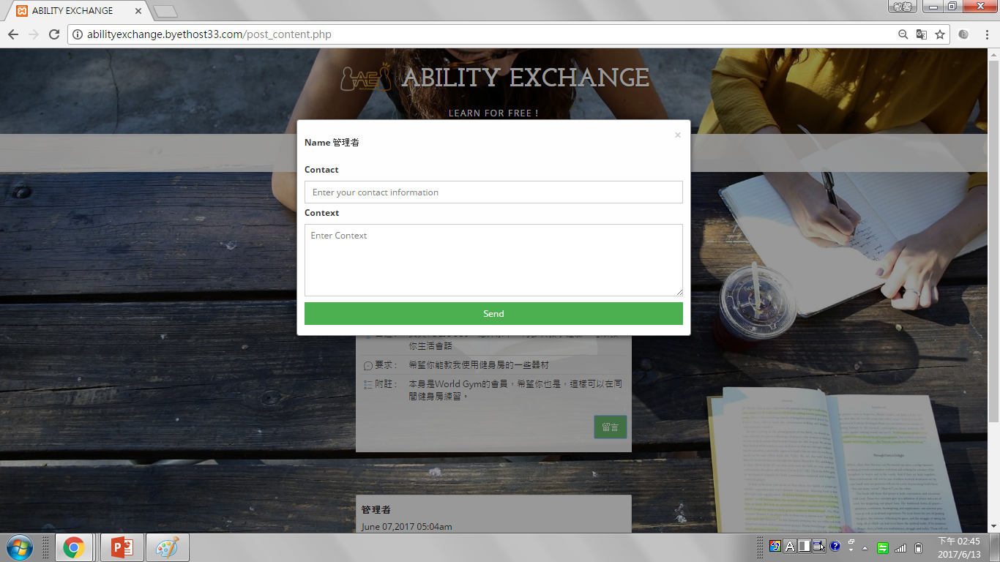 ABILITY EXCHANGE
敬馨
abilityexchange.byethost33.com/post_content.php
AE
ABILITY EXCHANGE
LEARN FOR FREE !
×
Name 管理者
Contact
Enter your contact information
Context
Enter Context
Send
你生活會話
要求： 希望你能教我使用健身房的一些器材
附註： 本身是World Gym的會員，希望你也是，這樣可以在同
間健身房練習。
留言
管理者
June 07,2017 05:04am
A
下午 02:45
2017/6/13